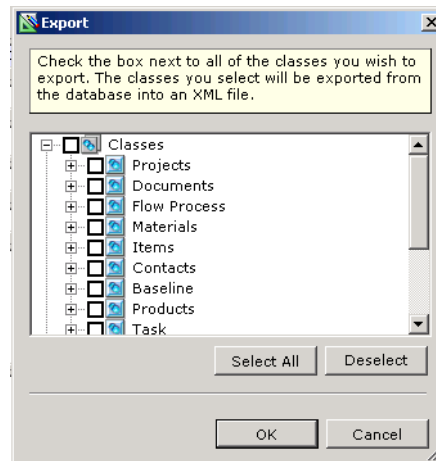 Export
Check the box next to all of the classes you wish to
export. The classes you select will be exported from
the database into an XML file.
Classes
Projects
Documents
Flow Process
Materials
Items
Contacts
Baseline
Products
Task
Select All
Deselect
OK
Cancel